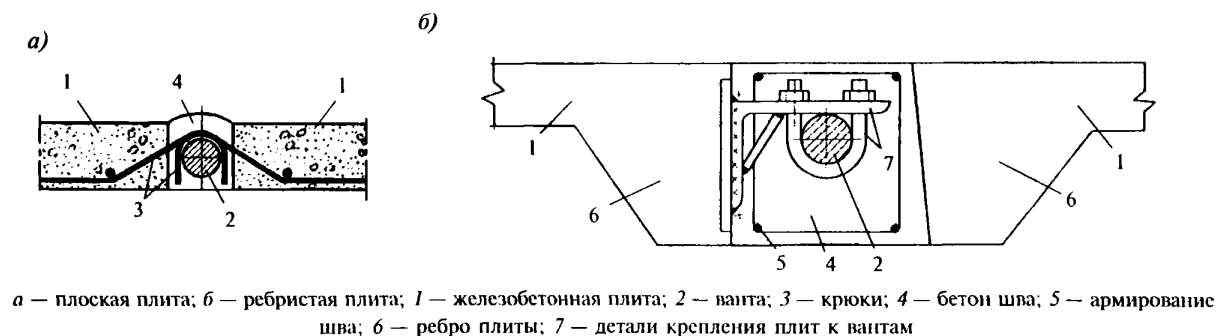 а)
б)
1 4 1
3 2
1 7 1
6 6
5 4 2
а — плоская плита; б — ребристая плита; 1 — железобетонная плита; 2 — ванта; 3 — крюки; 4 — бетон шва; 5 — армирование
шва; 6 — ребро плиты; 7 — детали крепления плит к вантам